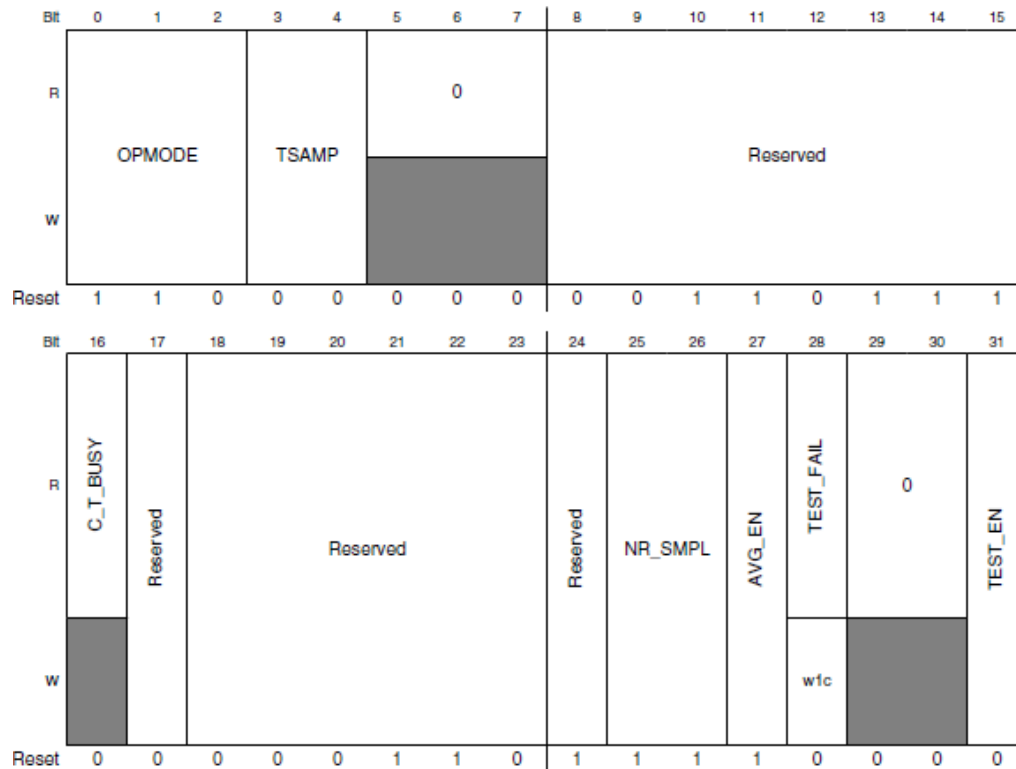 Bit 0 1 2 3 4 5 6 7 8 9 10 11 12 13 14 15
R 0
OPMODE TSAMP Reserved
W
Reset 1 1 0 0 0 0 0 0 0 0 1 1 0 1 1 1
Bit 16 17 18 19 20 21 22 23 24 25 26 27 28 29 30 31
R C_T_BUSY Reserved Reserved Reserved NR_SMPL AVG_EN TEST_FAIL 0 TEST_EN
W w1c
Reset 0 0 0 0 0 1 1 0 1 1 1 1 0 0 0 0